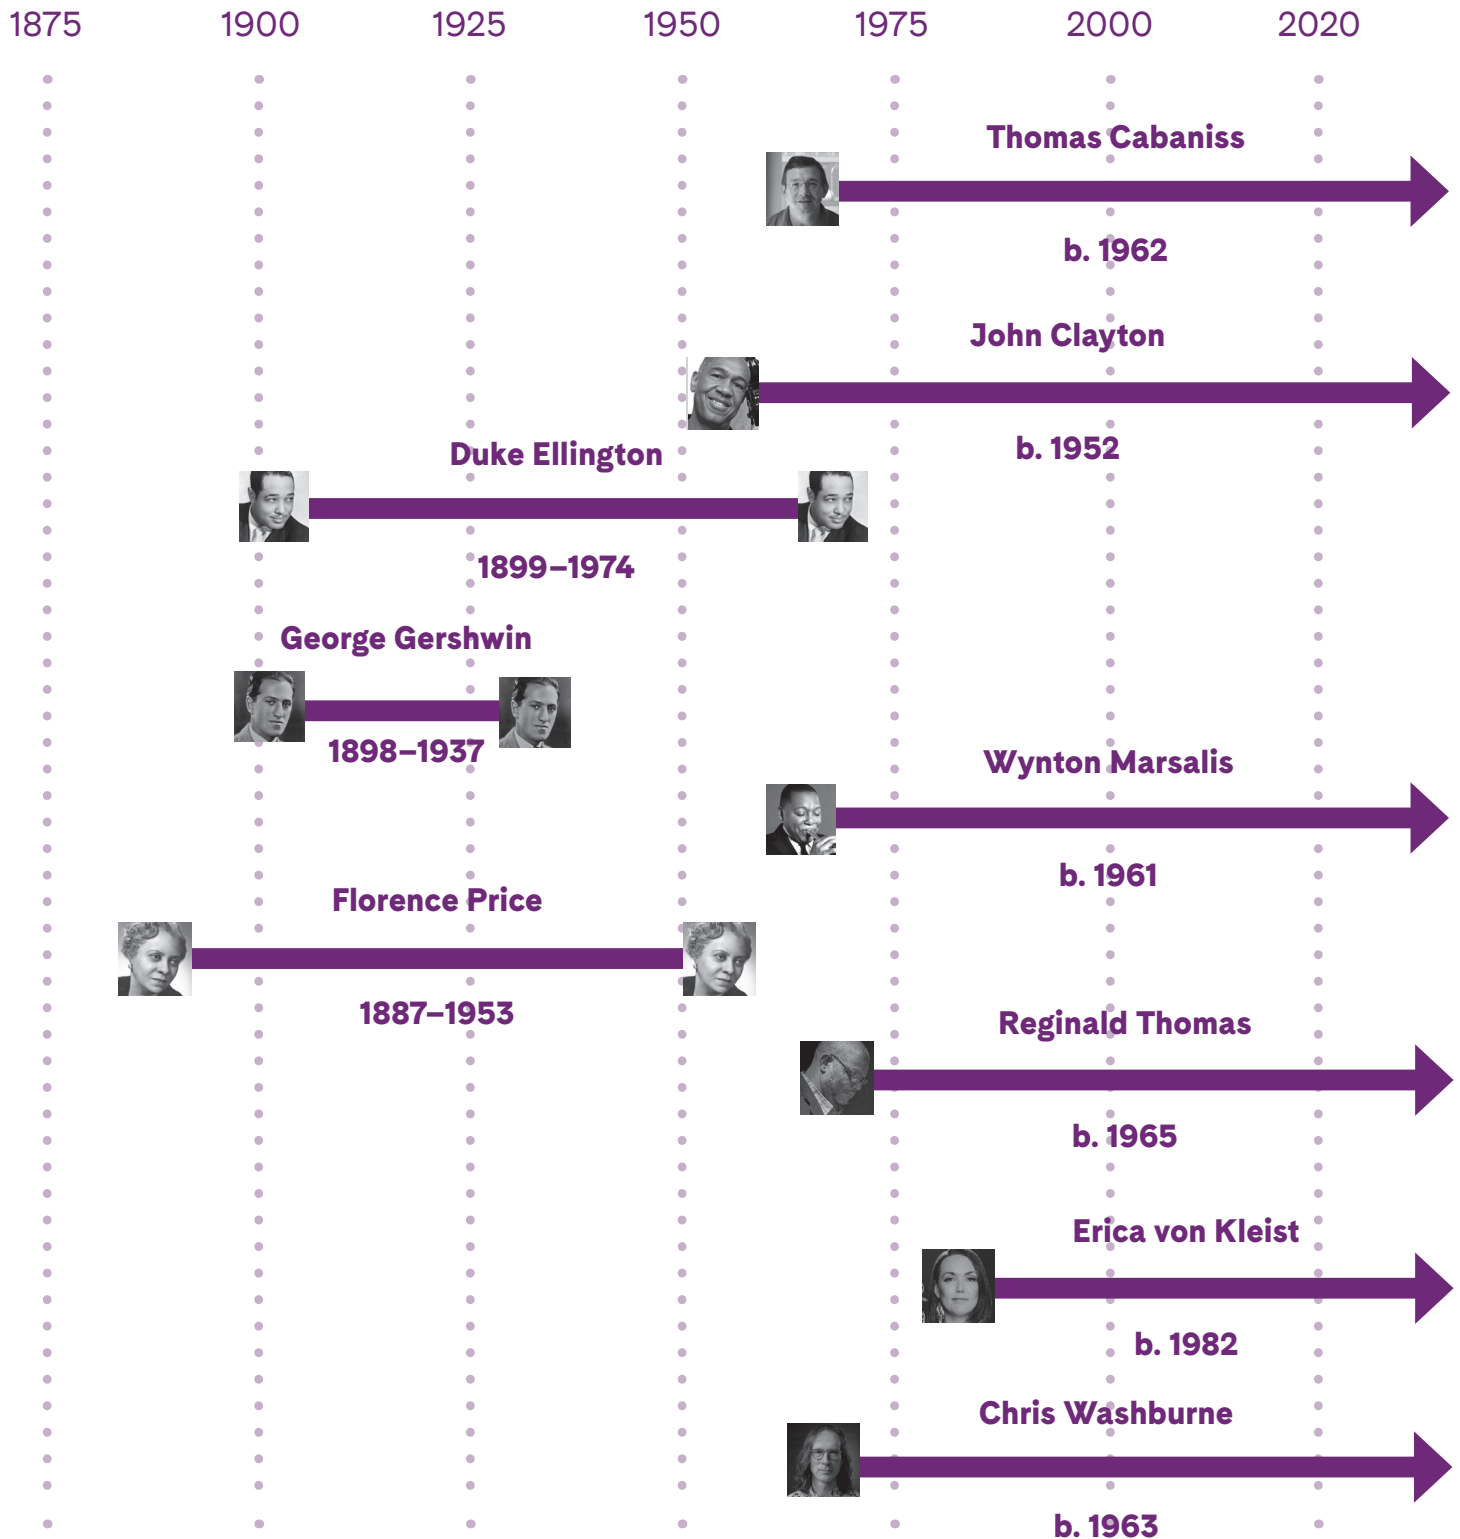 1875 1900 1925 1950 1975 2000 2020
Thomas Cabaniss
b. 1962
John Clayton
b. 1952
Duke Ellington
1899–1974
George Gershwin
1898–1937
Wynton Marsalis
b. 1961
Florence Price
1887–1953
Reginald Thomas
b. 1965
Erica von Kleist
b. 1982
Chris Washburne
b. 1963